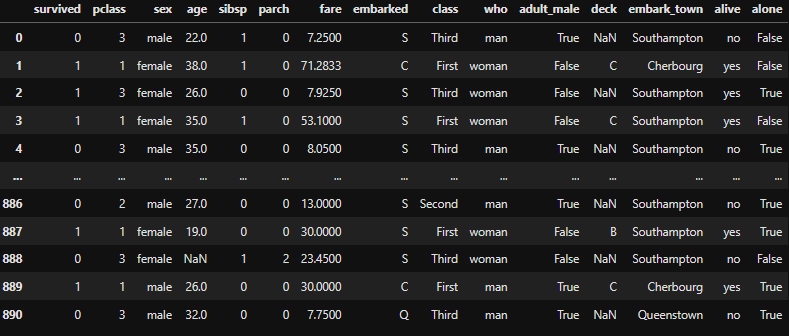 survived pclass sex age sibsp parch fare embarked class who adult_male deck embark_town alive alone
0 0 3 male 22.0 1 0 7.2500 S Third man True NaN Southampton no False
1 1 1 female 38.0 1 0 71.2833 C First woman False C Cherbourg yes False
2 1 3 female 26.0 0 0 7.9250 S Third woman False NaN Southampton yes True
3 1 1 female 35.0 1 0 53.1000 S First woman False C Southampton yes False
4 0 3 male 35.0 0 0 8.0500 S Third man True NaN Southampton no True
... ... ... ... ... ... ... ... ... ... ... ... ... ... ... ...
886 0 2 male 27.0 0 0 13.0000 S Second man True NaN Southampton no True
887 1 1 female 19.0 0 0 30.0000 S First woman False B Southampton yes True
888 0 3 female NaN 1 2 23.4500 S Third woman False NaN Southampton no False
889 1 1 male 26.0 0 0 30.0000 C First man True C Cherbourg yes True
890 0 3 male 32.0 0 0 7.7500 Q Third man True NaN Queenstown no True